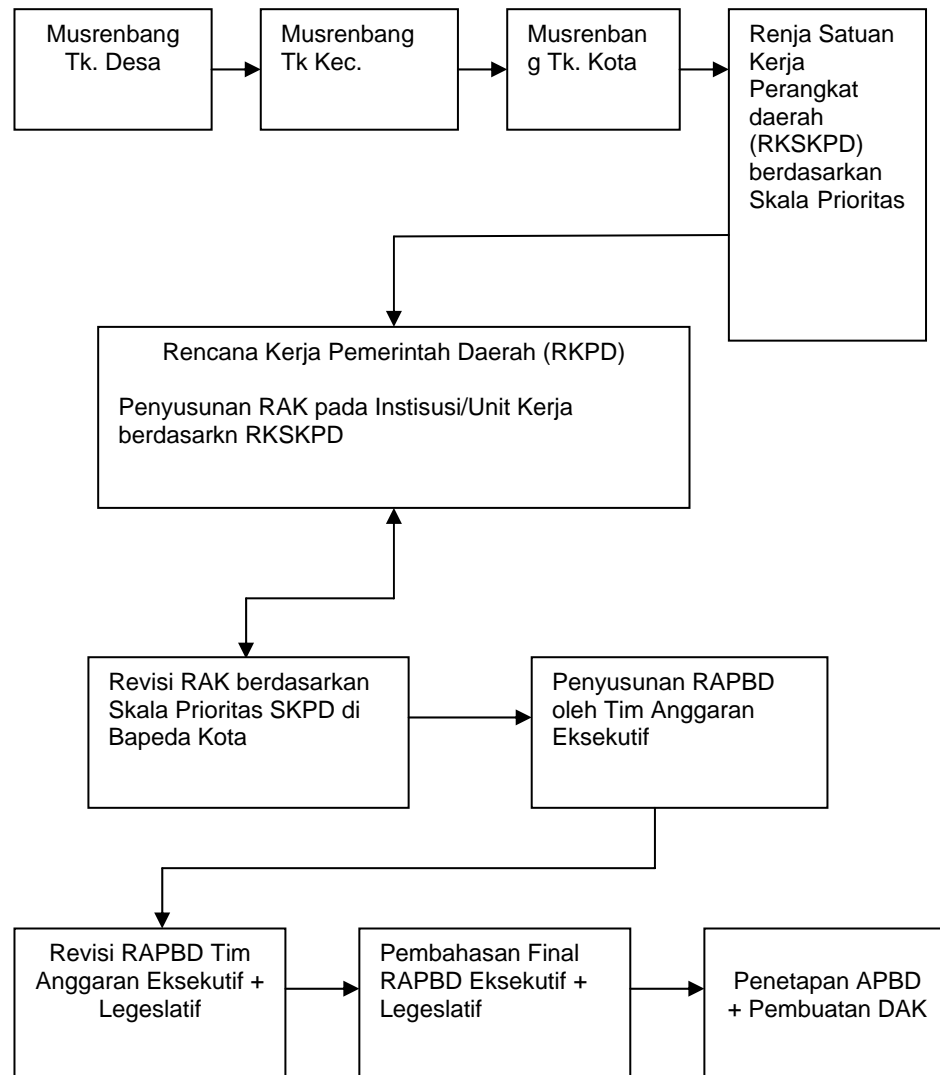 Musrenbang
Tk. Desa
Musrenbang
Tk Kec.
Musrenban
g Tk. Kota
Renja Satuan
Kerja
Perangkat
daerah
(RKSKPD)
berdasarkan
Skala Prioritas
Rencana Kerja Pemerintah Daerah (RKPD)
Penyusunan RAK pada Instisusi/Unit Kerja
berdasarkn RKSKPD
Revisi RAK berdasarkan
Skala Prioritas SKPD di
Bapeda Kota
Penyusunan RAPBD
oleh Tim Anggaran
Eksekutif
Revisi RAPBD Tim
Anggaran Eksekutif +
Legeslatif
Pembahasan Final
RAPBD Eksekutif +
Legeslatif
Penetapan APBD
+ Pembuatan DAK